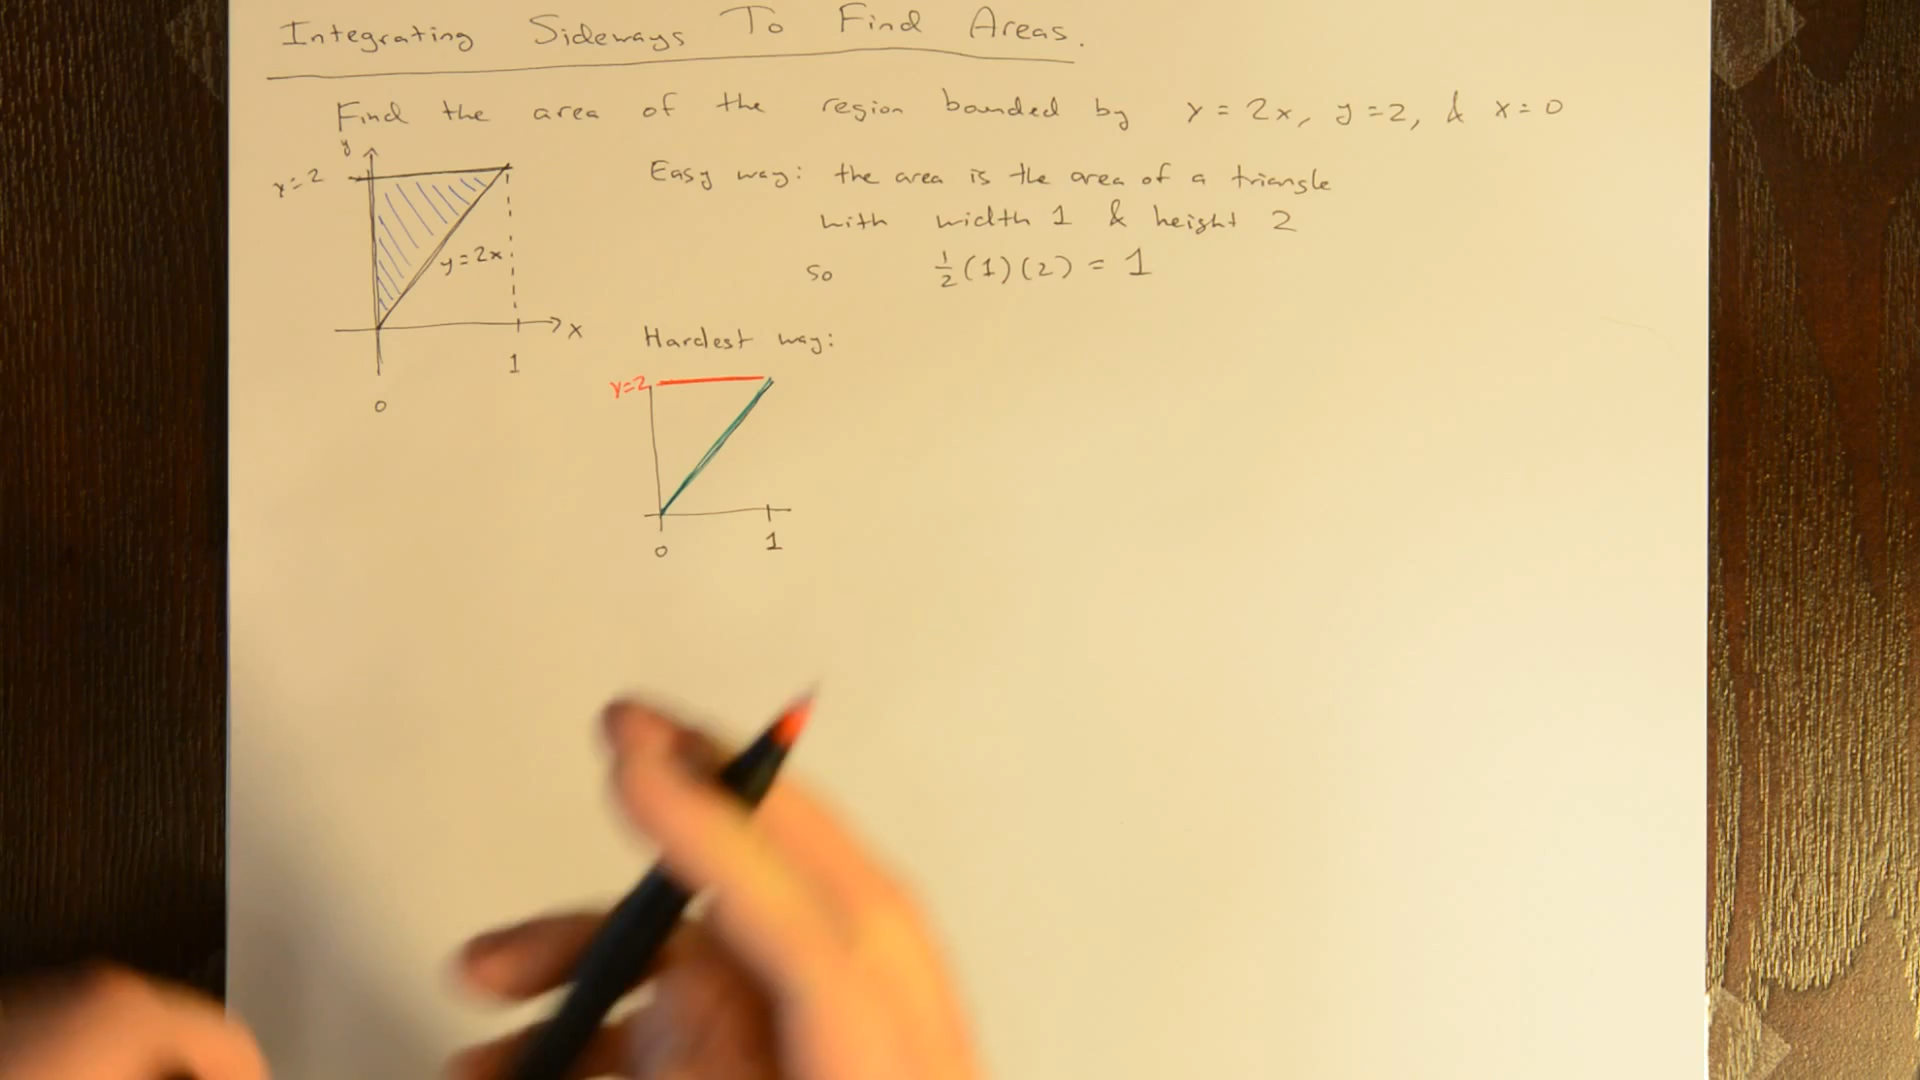 Integrating Sideways To Find Areas.
Find the area of the region bounded by y = 2x, y = 2, & x = 0
y
y = 2
Easy way: the area is the area of a triangle
with width 1 & height 2
y = 2x
so 1/2 (1)(2) = 1
x
1
0
Hardest way:
y=2
0 1